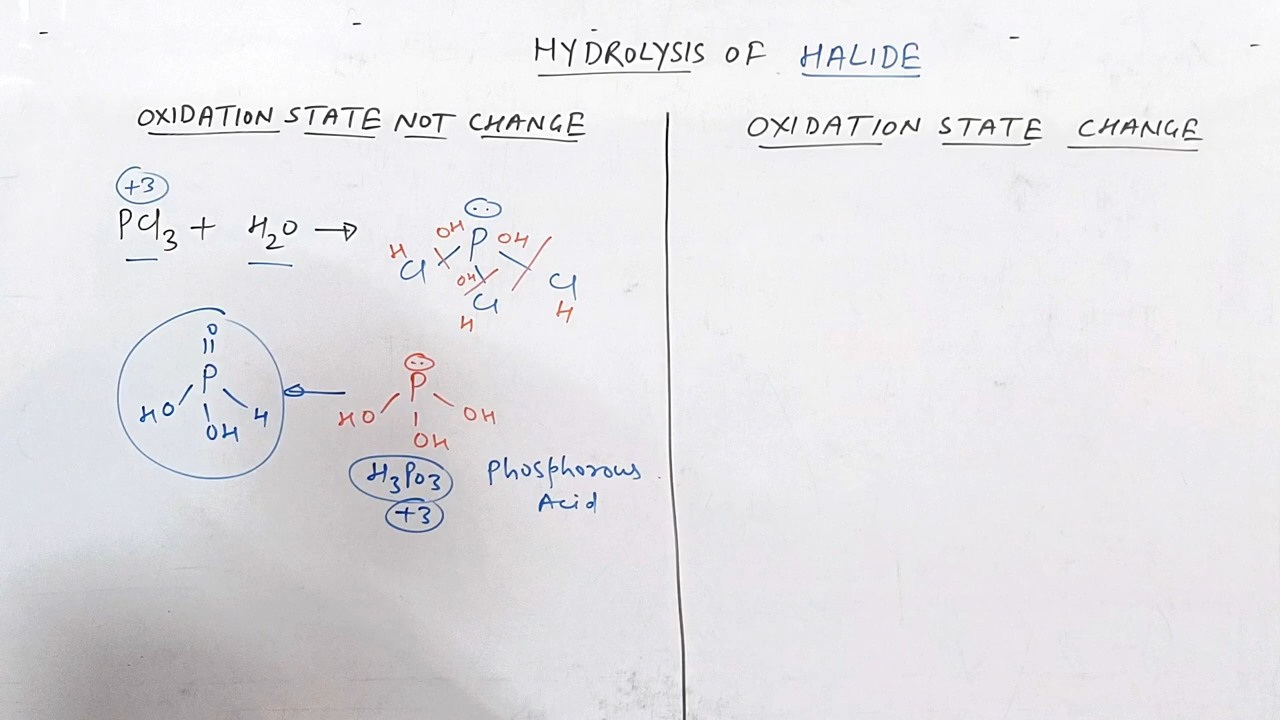 HYDROLYSIS OF HALIDE
OXIDATION STATE NOT CHANGE
+3
PCl3 + H2O →
..
OH P OH
H Cl OH Cl
Cl H
H
O
P
HO H
OH
..
P
HO OH
OH
H3PO3 Phosphorous
Acid
+3
OXIDATION STATE CHANGE